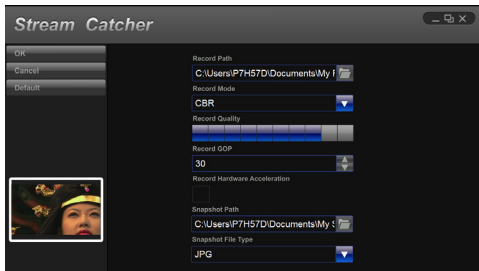 Stream Catcher
OK
Cancel
Default
Record Path
C:\Users\P7H57D\Documents\My
Record Mode
CBR
Record Quality
Record GOP
30
Record Hardware Acceleration
Snapshot Path
C:\Users\P7H57D\Documents\My
Snapshot File Type
JPG